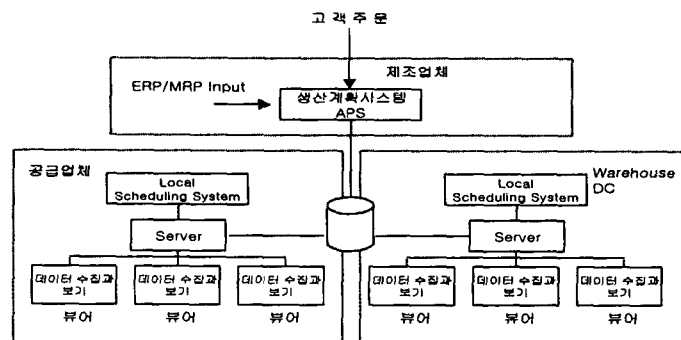 고객주문
제조업체
ERP/MRP Input
생산계획시스템
APS
공급업체
Local
Scheduling System
Server
데이터 수집과
보기
데이터 수집과
보기
데이터 수집과
보기
뷰어
뷰어
뷰어
Warehouse
DC
Local
Scheduling System
Server
데이터 수집과
보기
데이터 수집과
보기
데이터 수집과
보기
뷰어
뷰어
뷰어